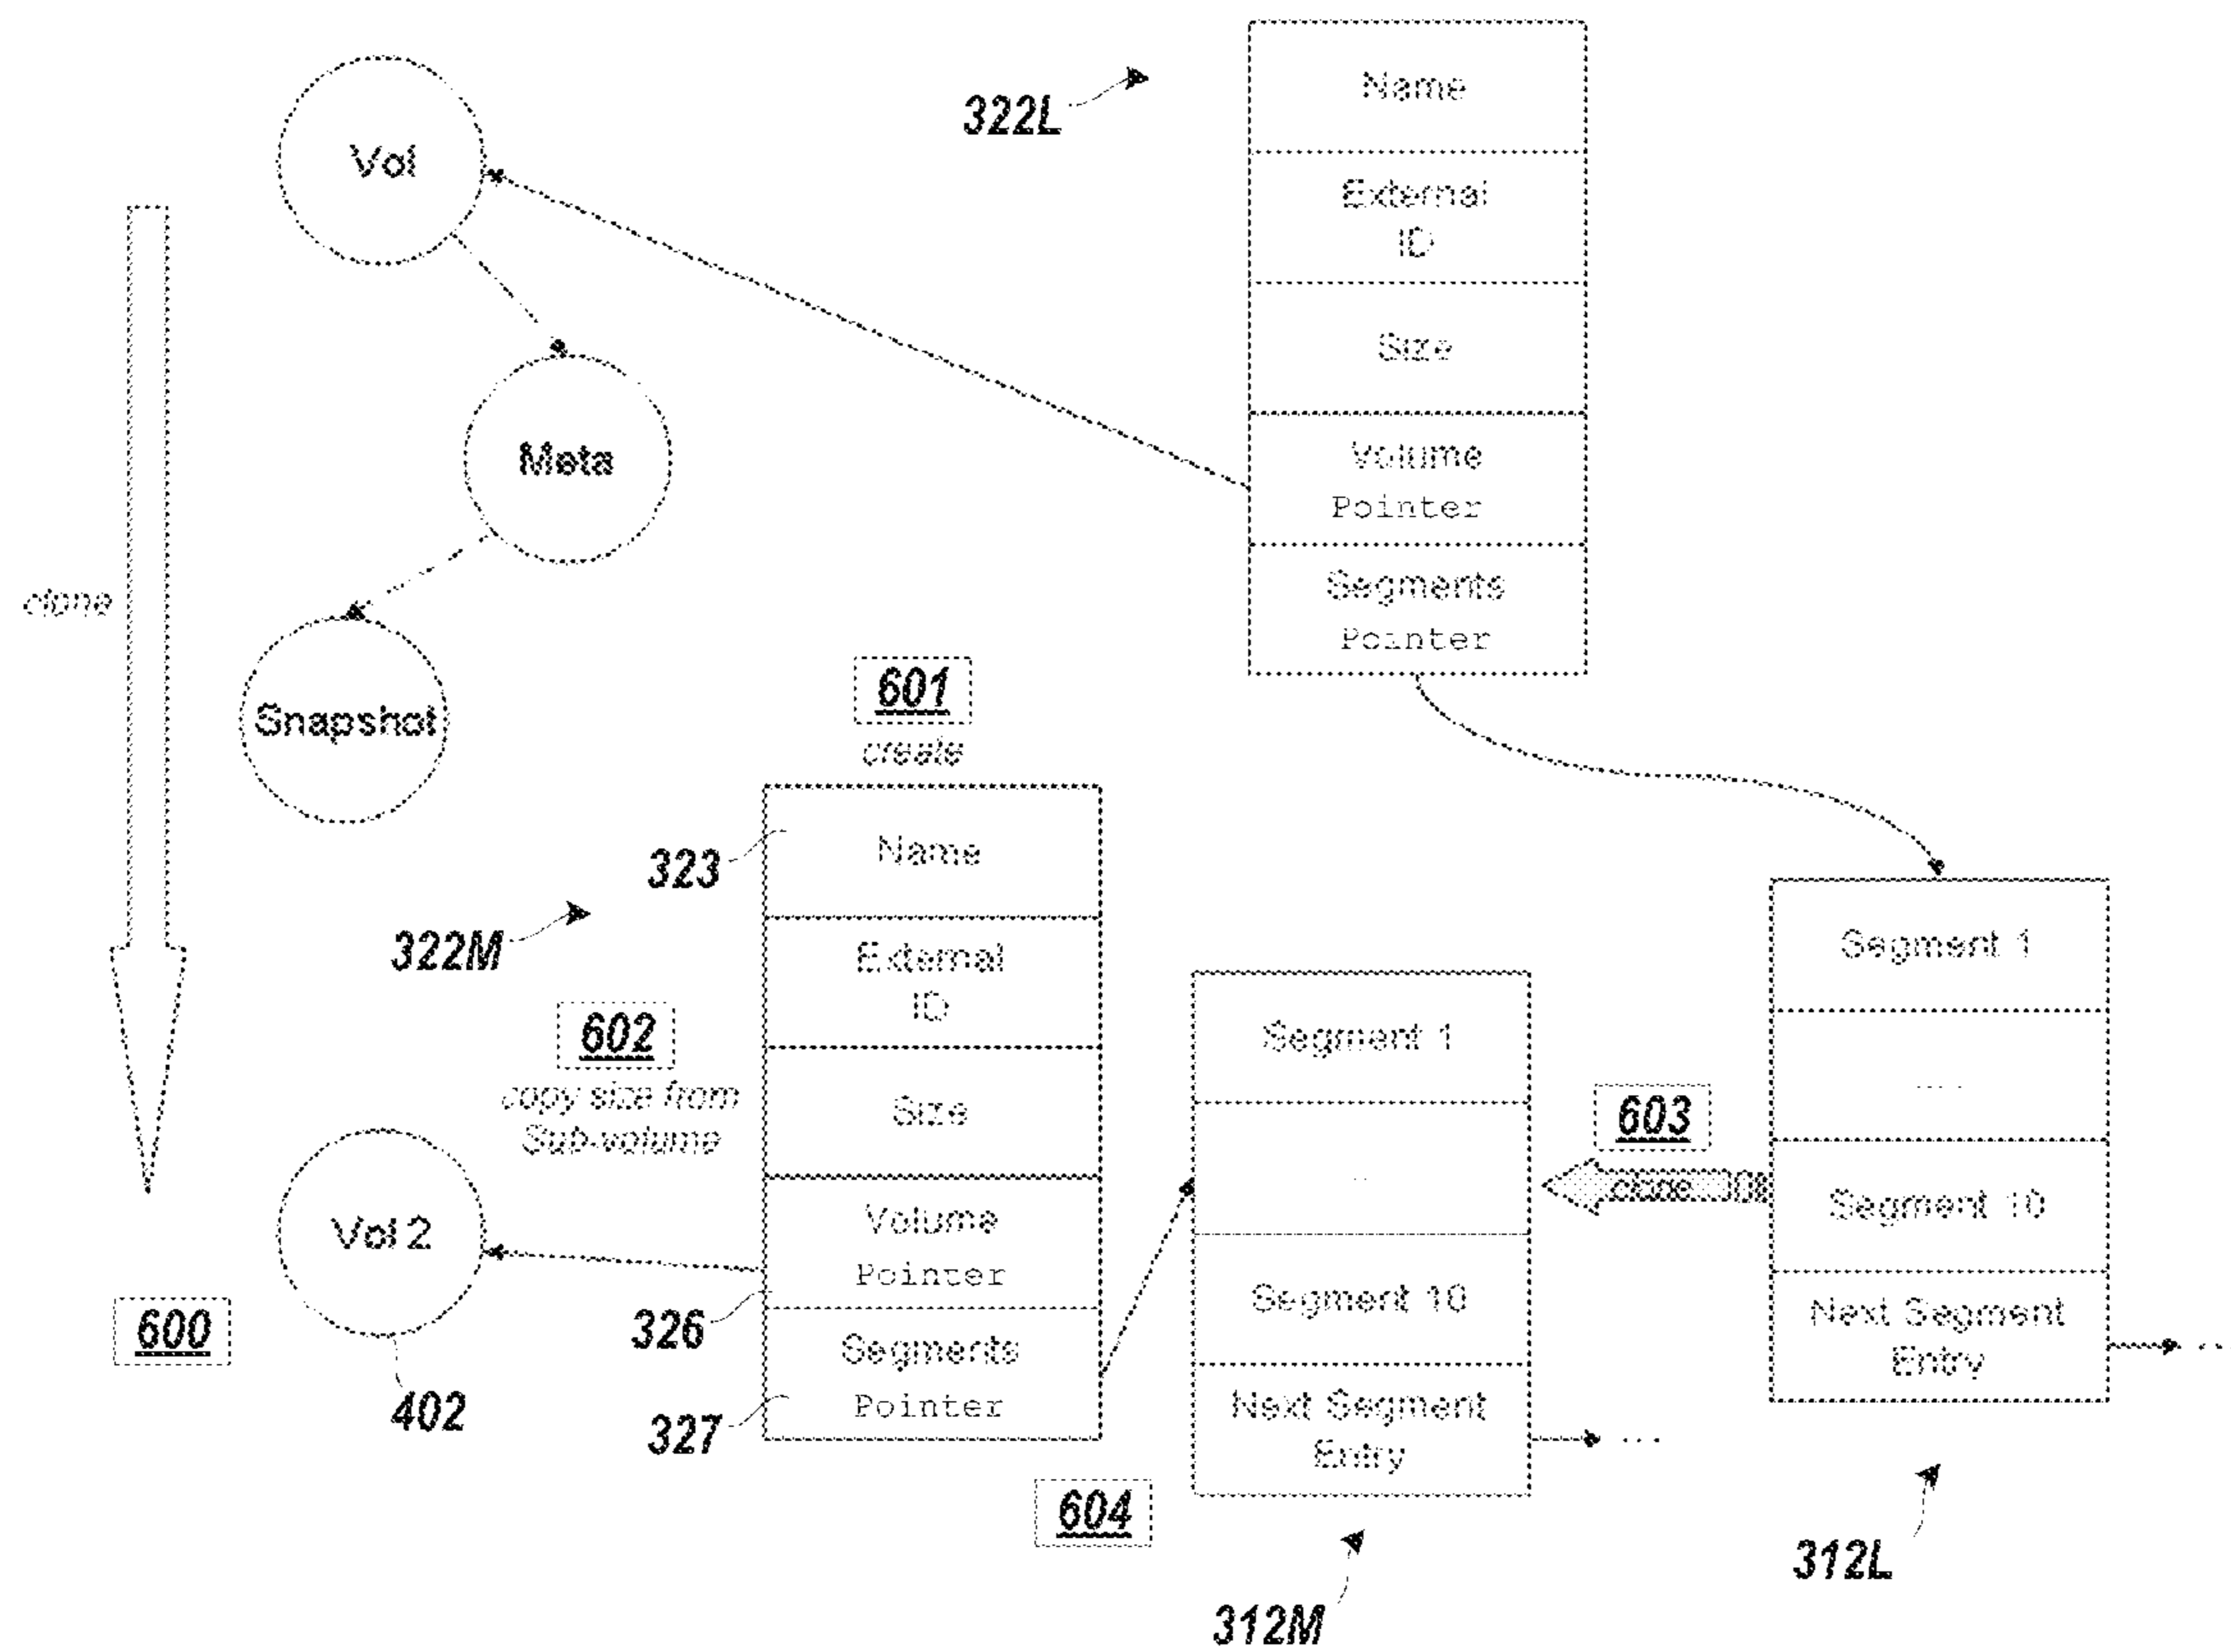 322L
Name
External
ID
Size
Volume
Pointer
Segments
Pointer
Vol
Meta
Snapshot
clone
601
create
323
322M
Name
External
ID
Size
Volume
Pointer
Segments
Pointer
602
copy size from
Sub-volume
Vol 2
600
402
326
327
604
Segment 1
..
Segment 10
Next Segment
Entry
...
312M
603
clone
Segment 1
....
Segment 10
Next Segment
Entry
...
312L